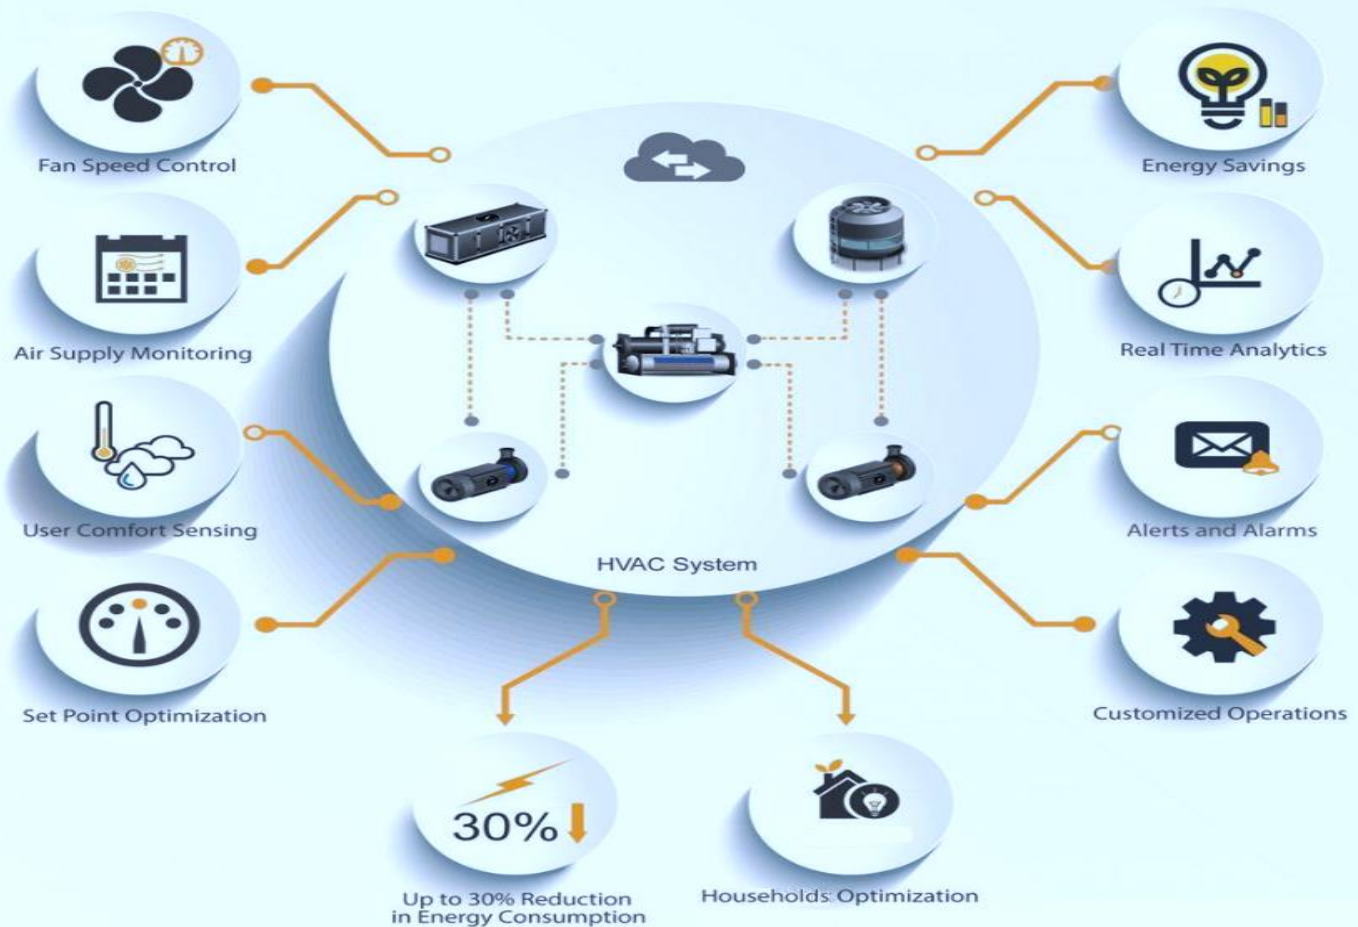 Fan Speed Control
Energy Savings
Air Supply Monitoring
Real Time Analytics
User Comfort Sensing
Alerts and Alarms
HVAC System
Set Point Optimization
Customized Operations
30%
Up to 30% Reduction
in Energy Consumption
Households Optimization